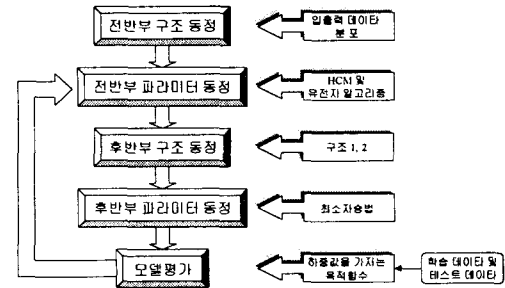 전반부 구조 동정
입출력 데이타
분포
전반부 파라미터 동정
HCM 및
유전자 알고리즘
후반부 구조 동정
구조 1, 2
후반부 파라미터 동정
최소자승법
모델평가
하중값을 가지는
목적함수
학습 데이타 및
테스트 데이타